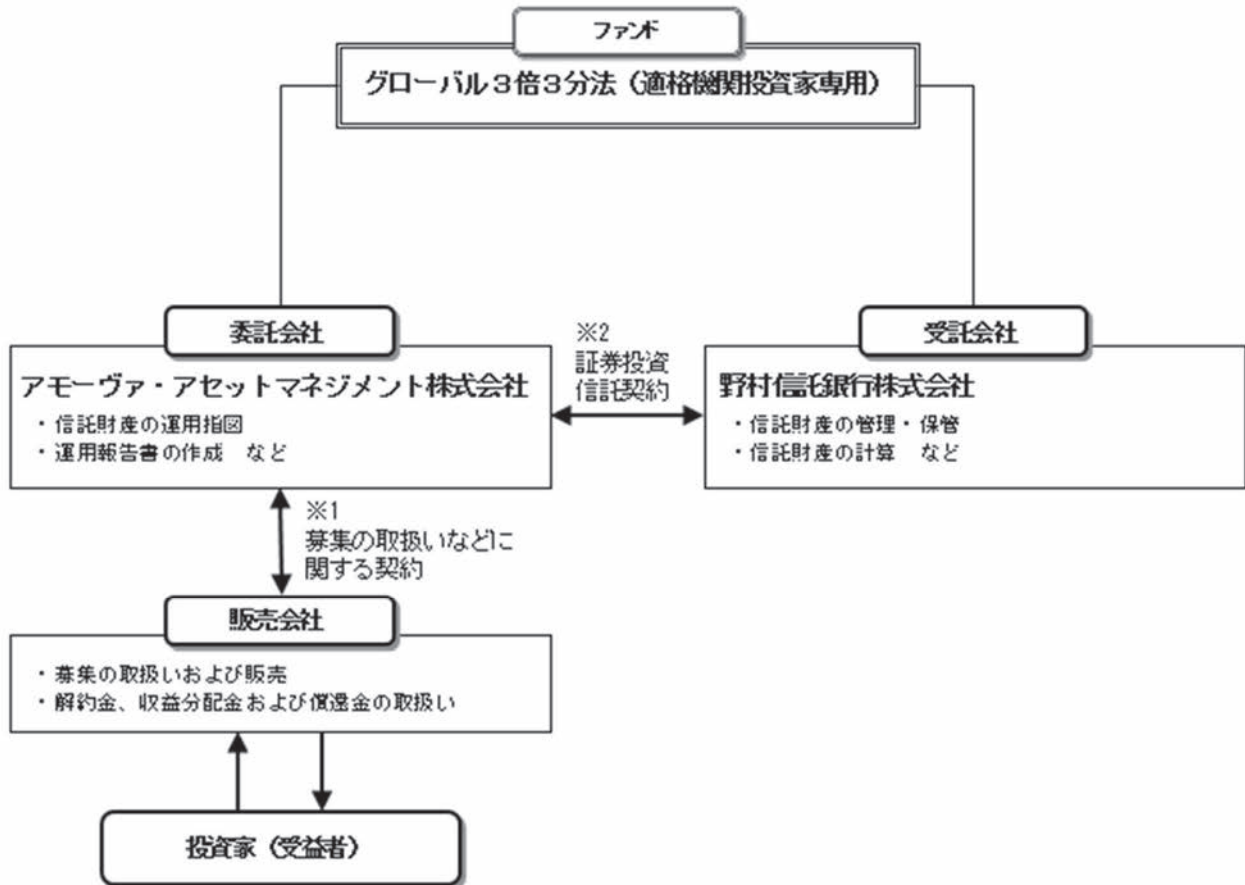 ファンド
グローバル3倍3分法(適格機関投資家専用)
委託会社
アモーヴァ・アセットマネジメント株式会社
・信託財産の運用指図
・運用報告書の作成 など
※2
証券投資
信託契約
受託会社
野村信託銀行株式会社
・信託財産の管理・保管
・信託財産の計算 など
※1
募集の取扱いなどに
関する契約
販売会社
・募集の取扱いおよび販売
・解約金、収益分配金および償還金の取扱い
投資家(受益者)